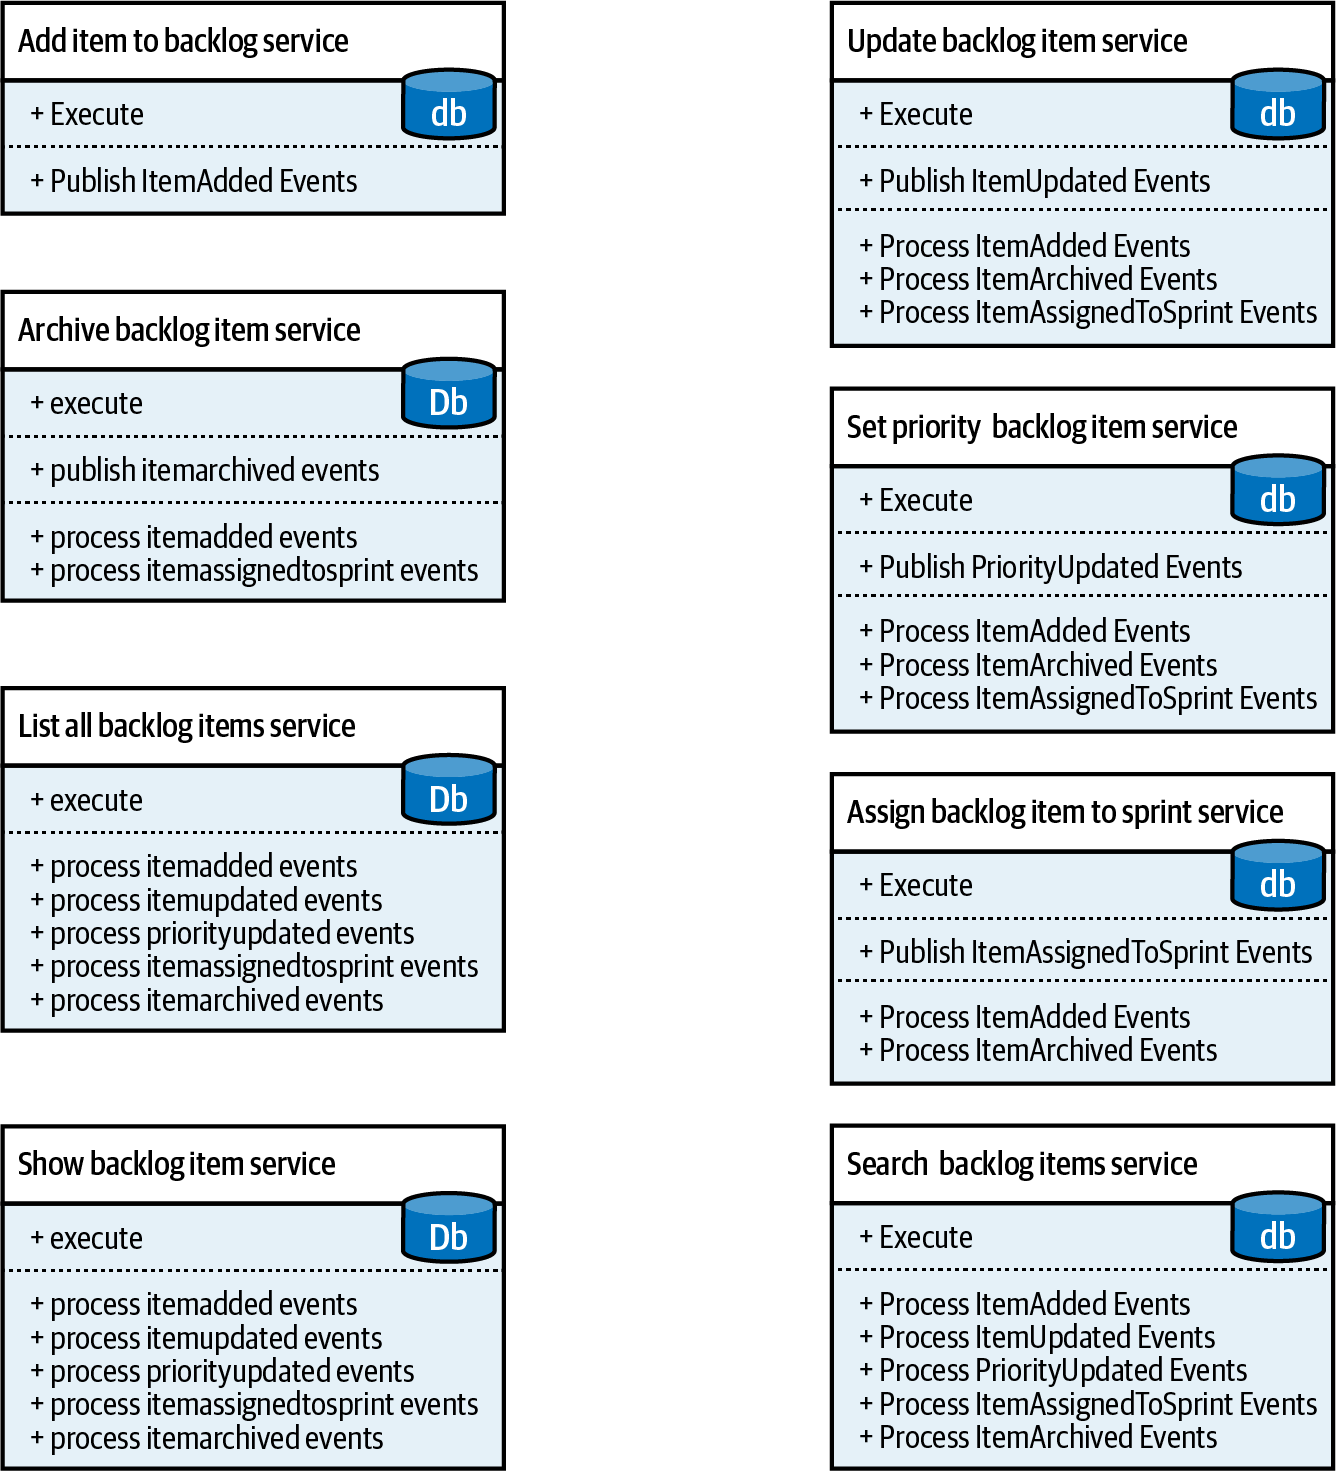 Add item to backlog service
db
+ Execute
+ Publish ItemAdded Events
Archive backlog item service
Db
+ execute
+ publish itemarchived events
+ process itemadded events
+ process itemassignedtosprint events
List all backlog items service
Db
+ execute
+ process itemadded events
+ process itemupdated events
+ process priorityupdated events
+ process itemassignedtosprint events
+ process itemarchived events
Show backlog item service
Db
+ execute
+ process itemadded events
+ process itemupdated events
+ process priorityupdated events
+ process itemassignedtosprint events
+ process itemarchived events
Update backlog item service
db
+ Execute
+ Publish ItemUpdated Events
+ Process ItemAdded Events
+ Process ItemArchived Events
+ Process ItemAssignedToSprint Events
Set priority  backlog item service
db
+ Execute
+ Publish PriorityUpdated Events
+ Process ItemAdded Events
+ Process ItemArchived Events
+ Process ItemAssignedToSprint Events
Assign backlog item to sprint service
db
+ Execute
+ Publish ItemAssignedToSprint Events
+ Process ItemAdded Events
+ Process ItemArchived Events
Search  backlog items service
db
+ Execute
+ Process ItemAdded Events
+ Process ItemUpdated Events
+ Process PriorityUpdated Events
+ Process ItemAssignedToSprint Events
+ Process ItemArchived Events